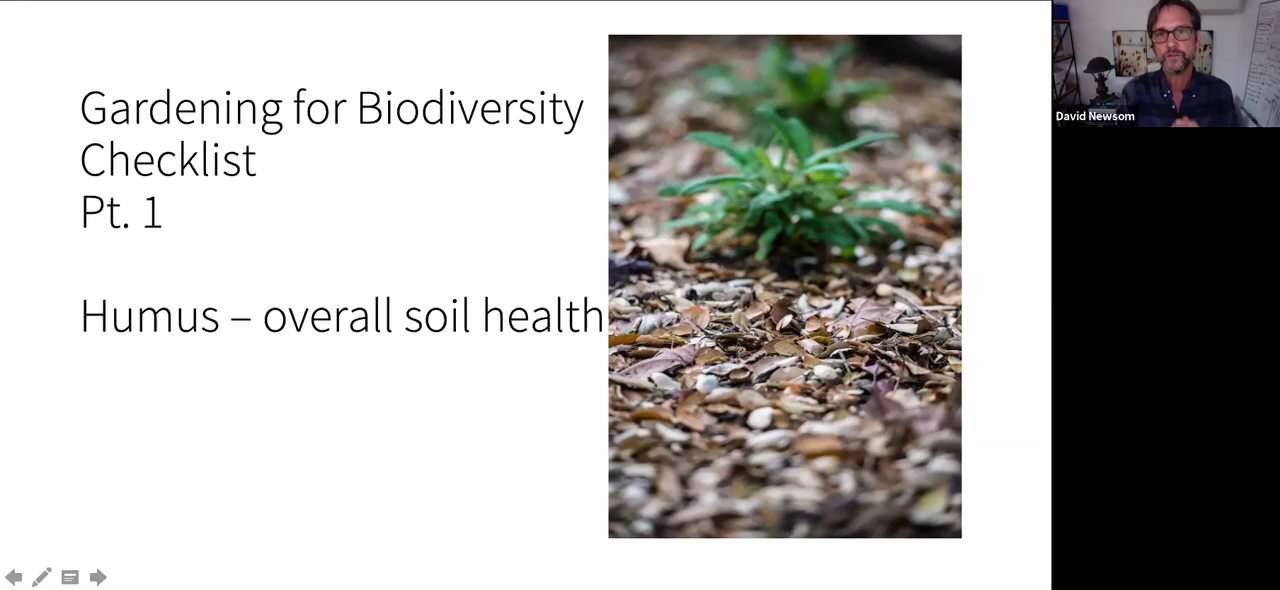 Gardening for Biodiversity
Checklist
Pt. 1
Humus – overall soil health
David Newsom